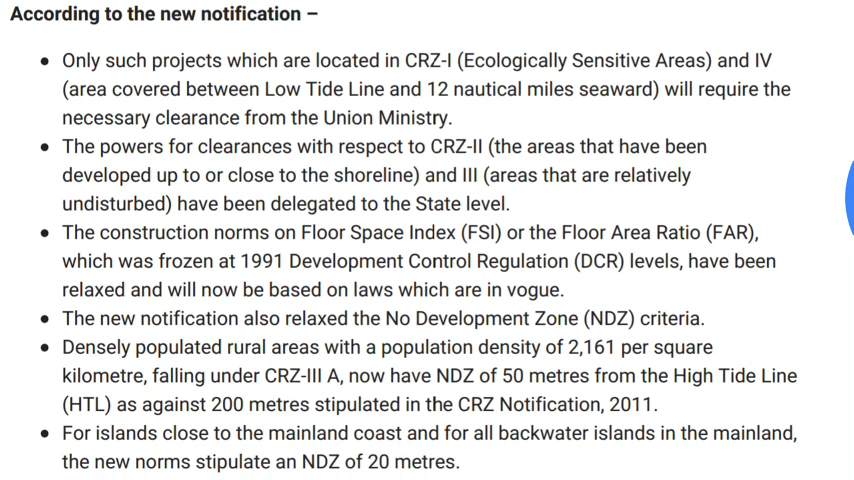 According to the new notification –
• Only such projects which are located in CRZ-I (Ecologically Sensitive Areas) and IV
(area covered between Low Tide Line and 12 nautical miles seaward) will require the
necessary clearance from the Union Ministry.
• The powers for clearances with respect to CRZ-II (the areas that have been
developed up to or close to the shoreline) and III (areas that are relatively
undisturbed) have been delegated to the State level.
• The construction norms on Floor Space Index (FSI) or the Floor Area Ratio (FAR),
which was frozen at 1991 Development Control Regulation (DCR) levels, have been
relaxed and will now be based on laws which are in vogue.
• The new notification also relaxed the No Development Zone (NDZ) criteria.
• Densely populated rural areas with a population density of 2,161 per square
kilometre, falling under CRZ-III A, now have NDZ of 50 metres from the High Tide Line
(HTL) as against 200 metres stipulated in the CRZ Notification, 2011.
• For islands close to the mainland coast and for all backwater islands in the mainland,
the new norms stipulate an NDZ of 20 metres.